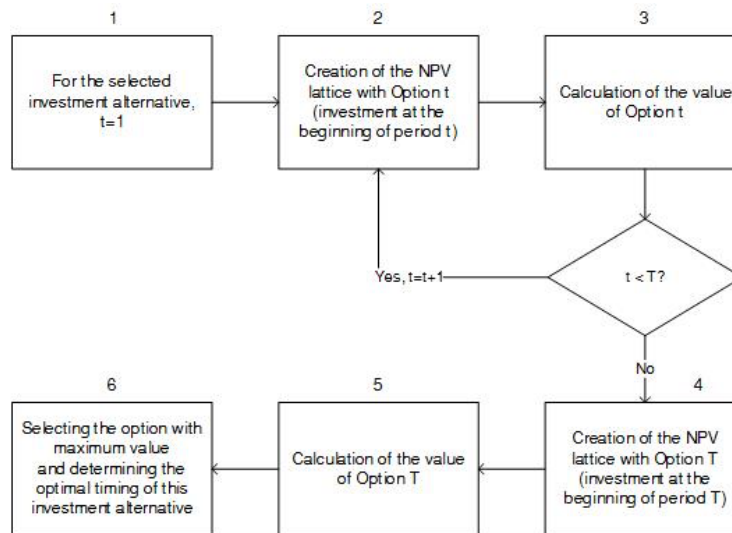 1
For the selected
investment alternative,
t=1
2
Creation of the NPV
lattice with Option t
(investment at the
beginning of period t)
3
Calculation of the value
of Option t
t < T?
Yes, t=t+1
No
4
Creation of the NPV
lattice with Option T
(investment at the
beginning of period T)
5
Calculation of the value
of Option T
6
Selecting the option with
maximum value
and determining the
optimal timing of this
investment alternative